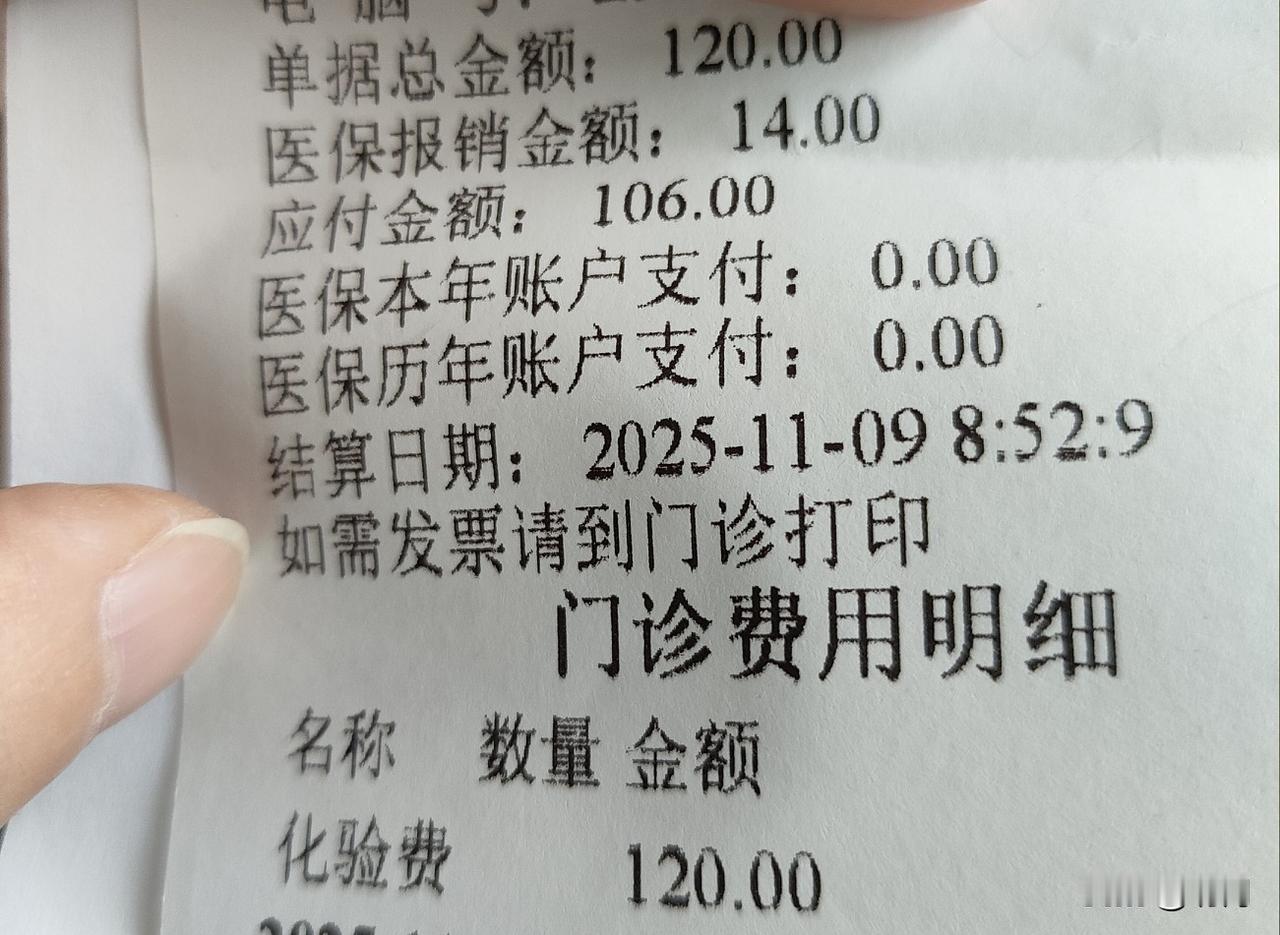 单据总金额： 120.00
医保报销金额： 14.00
应付金额： 106.00
医保本年账户支付： 0.00
医保历年账户支付： 0.00
结算日期： 2025-11-09 8:52:9
如需发票请到门诊打印
门诊费用明细
名称 数量 金额
化验费 120.00